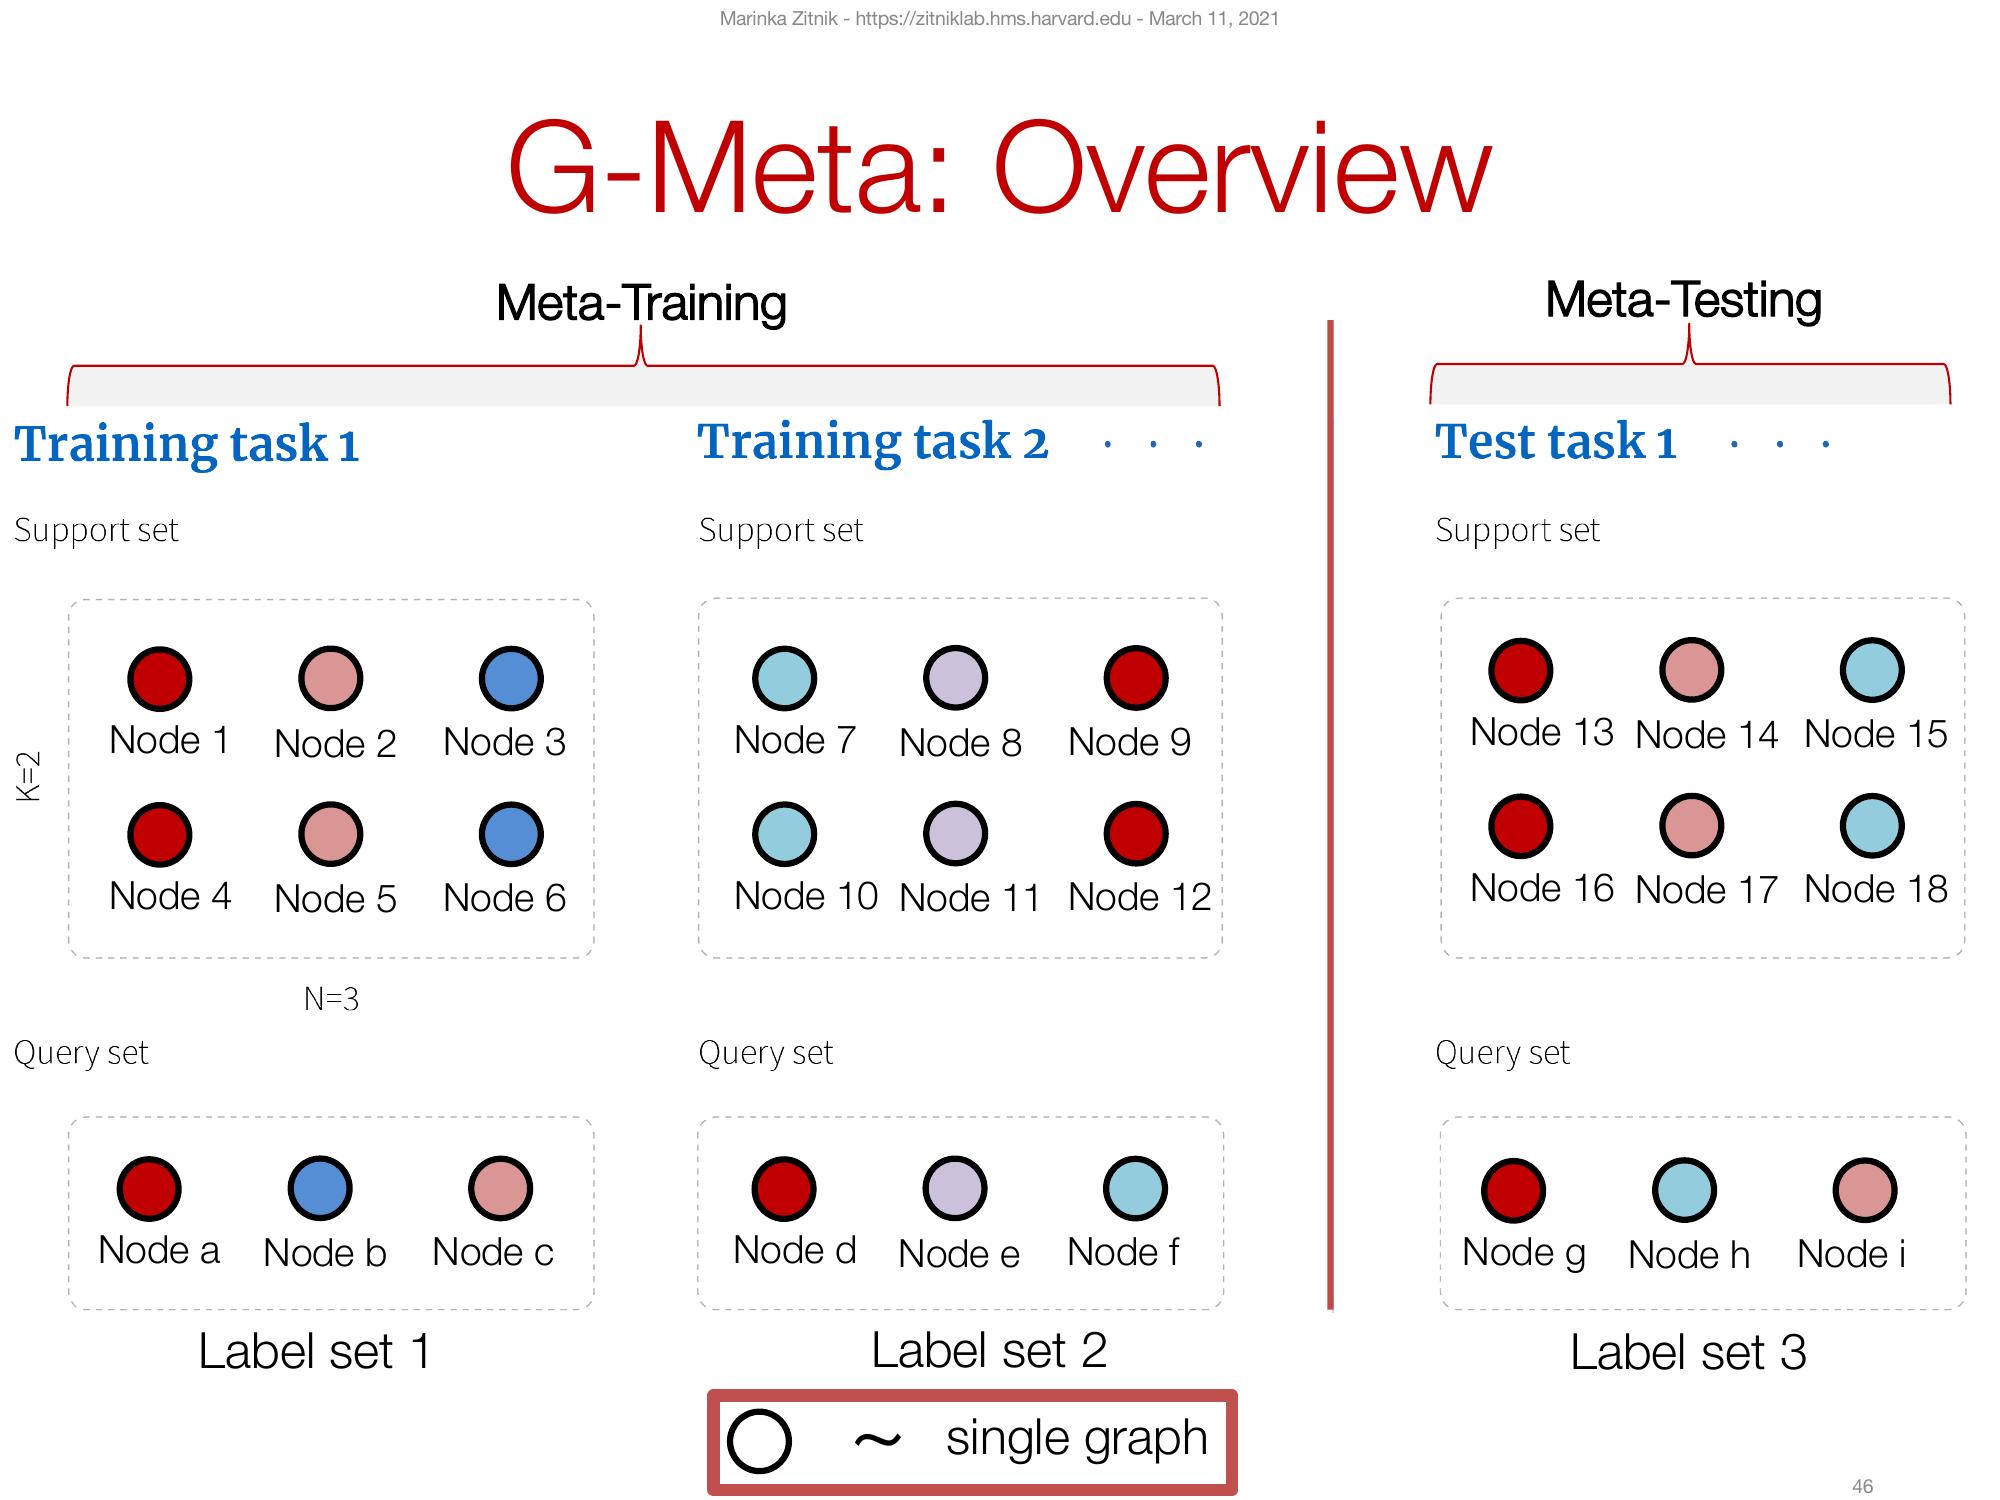 Marinka Zitnik - https://zitniklab.hms.harvard.edu - March 11, 2021
G-Meta: Overview
Meta-Training
Meta-Testing
Training task 1
Training task 2 . . .
Test task 1 . . .
Support set
Support set
Support set
Node 1 Node 2 Node 3
Node 7 Node 8 Node 9
Node 13 Node 14 Node 15
K=2
Node 4 Node 5 Node 6
Node 10 Node 11 Node 12
Node 16 Node 17 Node 18
N=3
Query set
Query set
Query set
Node a Node b Node c
Node d Node e Node f
Node g Node h Node i
Label set 1
Label set 2
Label set 3
~ single graph
46